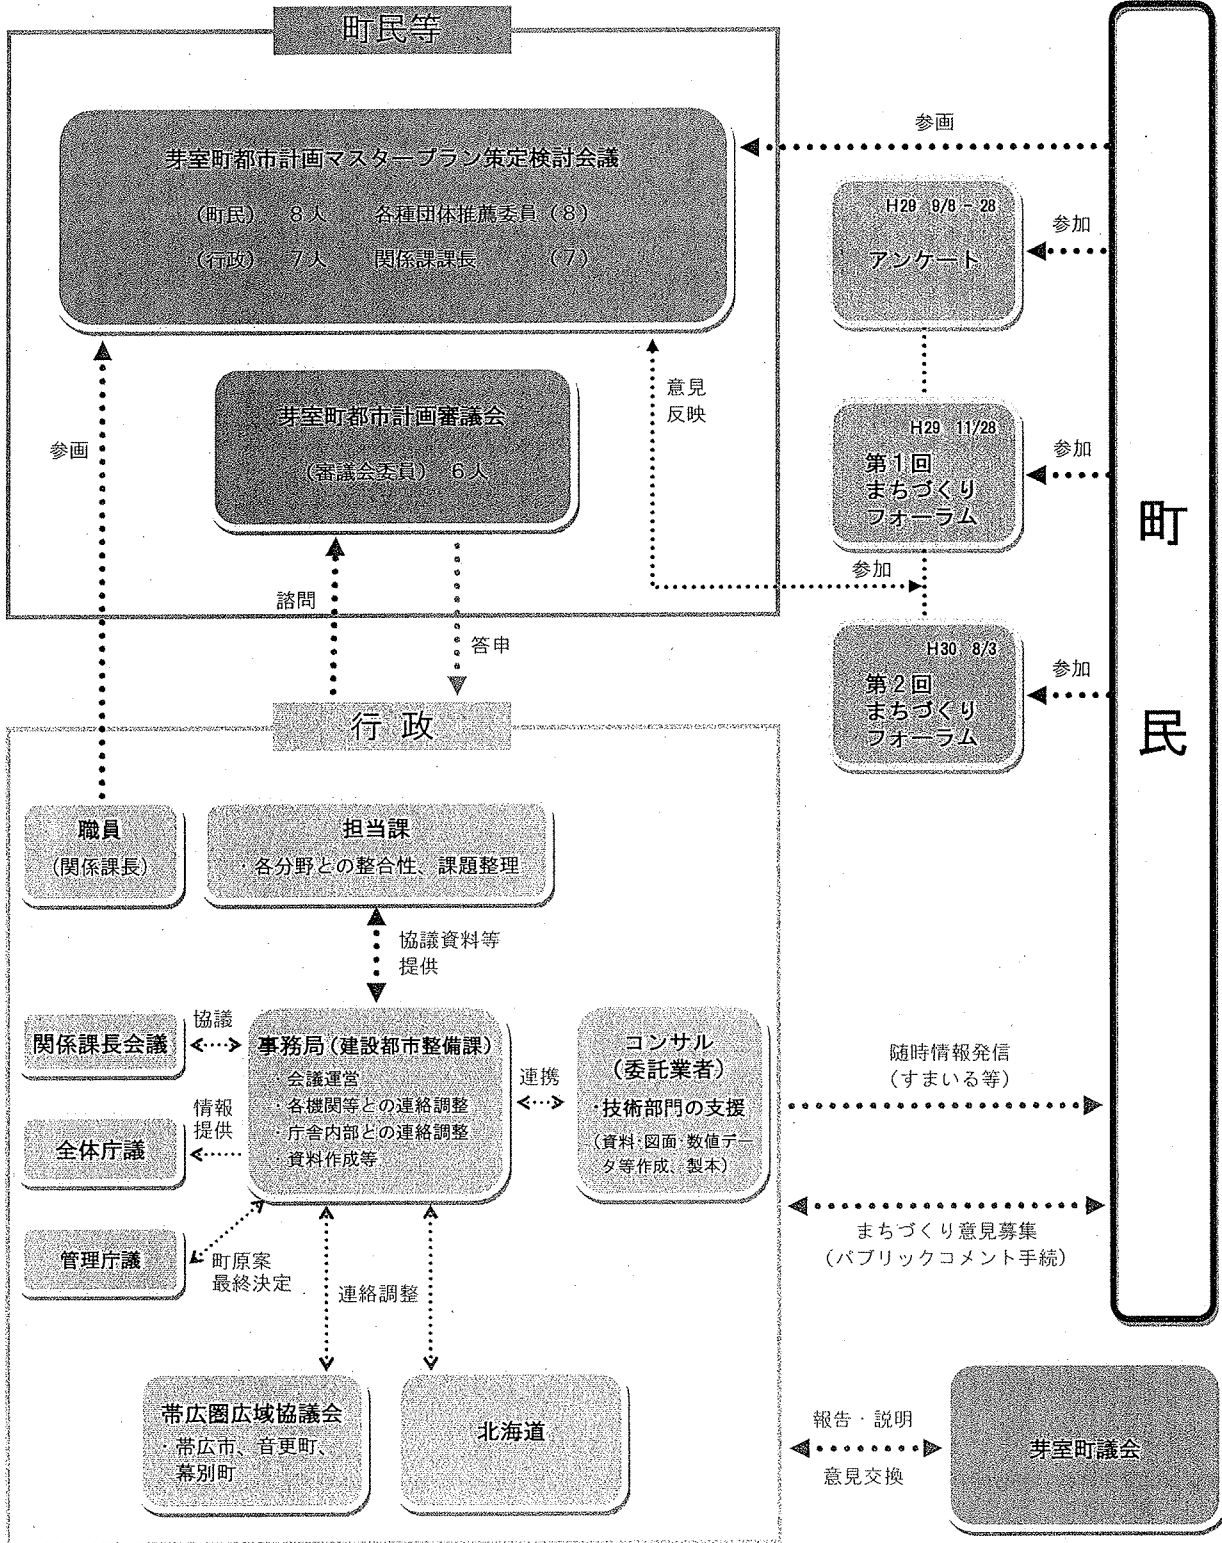 町民等
芽室町都市計画マスタープラン策定検討会議
(町民) 8人 各種団体推薦委員(8)
(行政) 7人 関係課課長 (7)
芽室町都市計画審議会
(審議会委員) 6人
参画
諮問
答申
意見
反映
参加
参画
H29 9/8-28
アンケート
参加
H29 11/28
第1回
まちづくり
フォーラム
参加
H30 8/3
第2回
まちづくり
フォーラム
参加
町民
行政
職員
(関係課長)
担当課
・各分野との整合性、課題整理
協議資料等
提供
関係課長会議
協議
全体庁議
情報
提供
管理庁議
町原案
最終決定
事務局(建設都市整備課)
・会議運営
・各機関等との連絡調整
・庁舎内部との連絡調整
・資料作成等
連携
コンサル
(委託業者)
・技術部門の支援
(資料・図面・数値デー
タ等作成、製本)
連絡調整
帯広圏広域協議会
・帯広市、音更町、
幕別町
北海道
随時情報発信
(すまいる等)
まちづくり意見募集
(パブリックコメント手続)
報告・説明
意見交換
芽室町議会